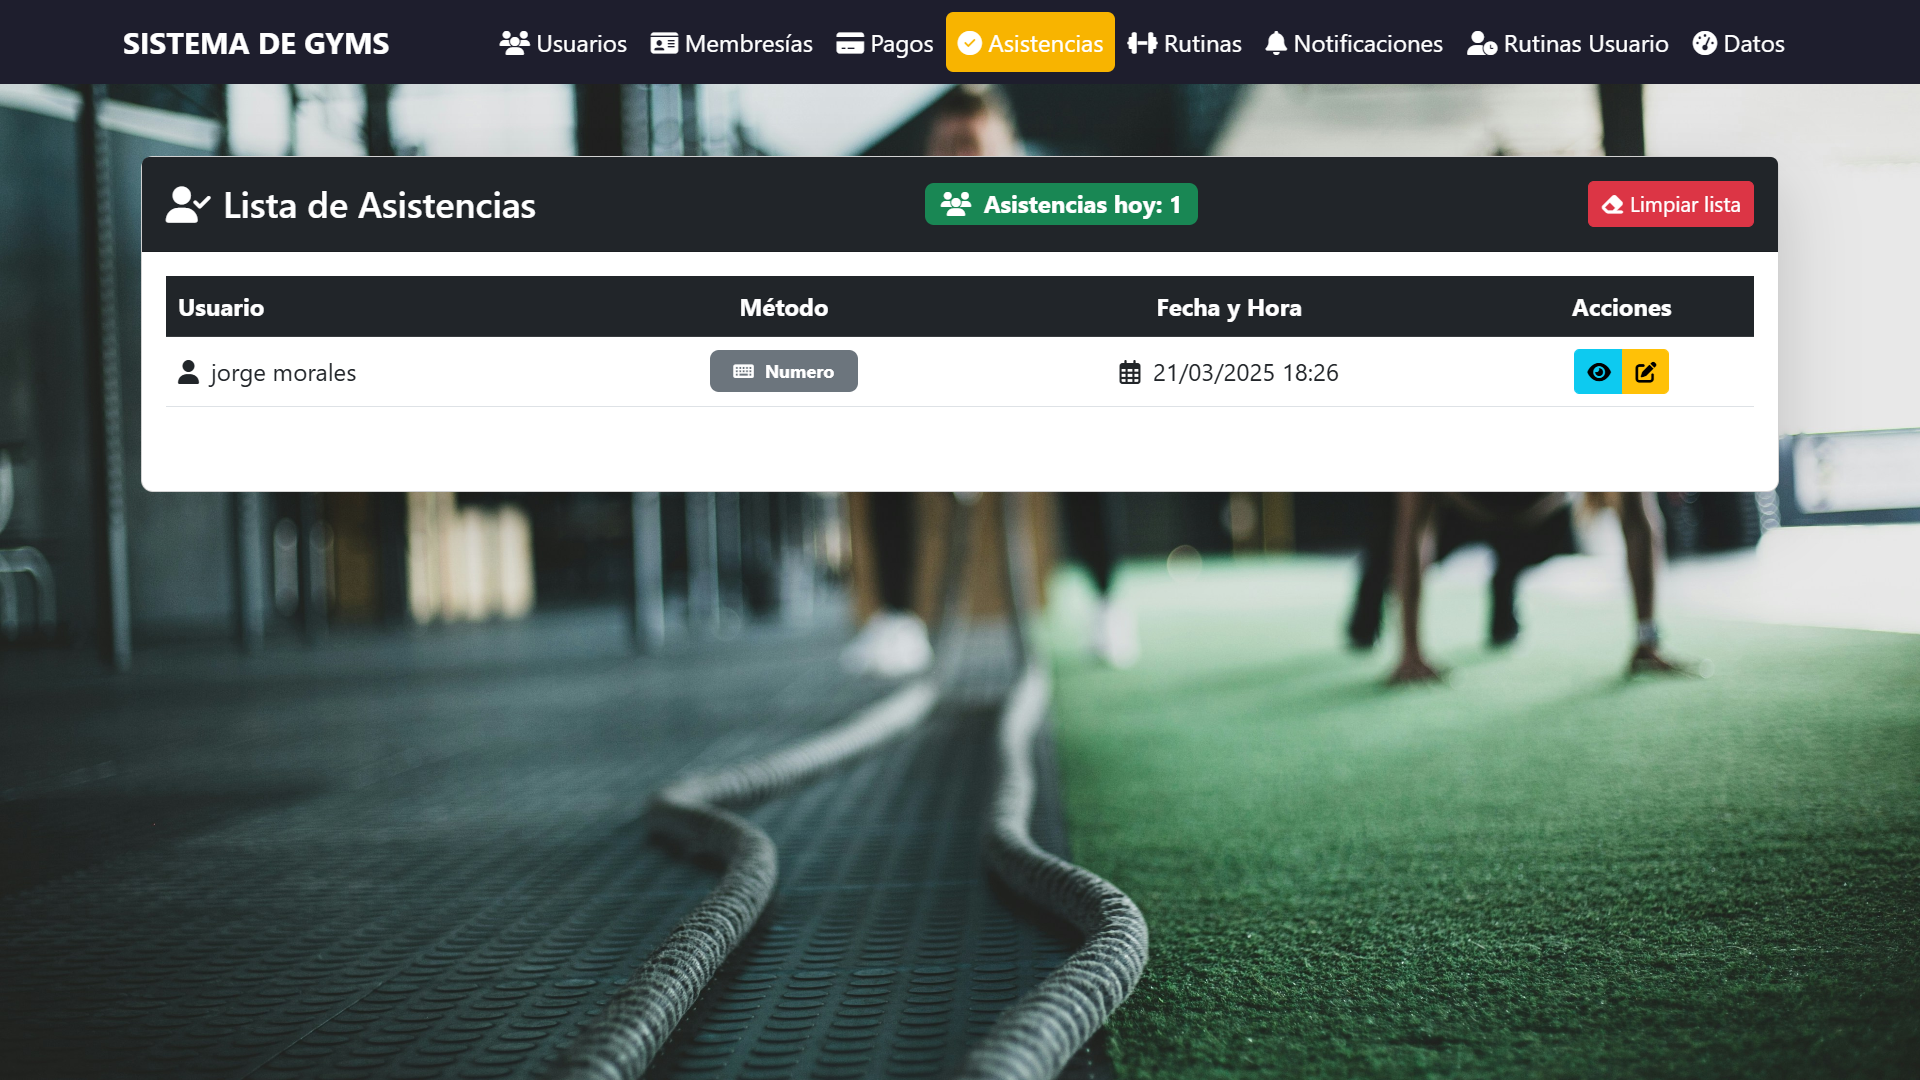 SISTEMA DE GYMS
Usuarios
Membresías
Pagos
Asistencias
Rutinas
Notificaciones
Rutinas Usuario
Datos
Lista de Asistencias
Asistencias hoy: 1
Limpiar lista
Usuario
Método
Fecha y Hora
Acciones
jorge morales
Numero
21/03/2025 18:26